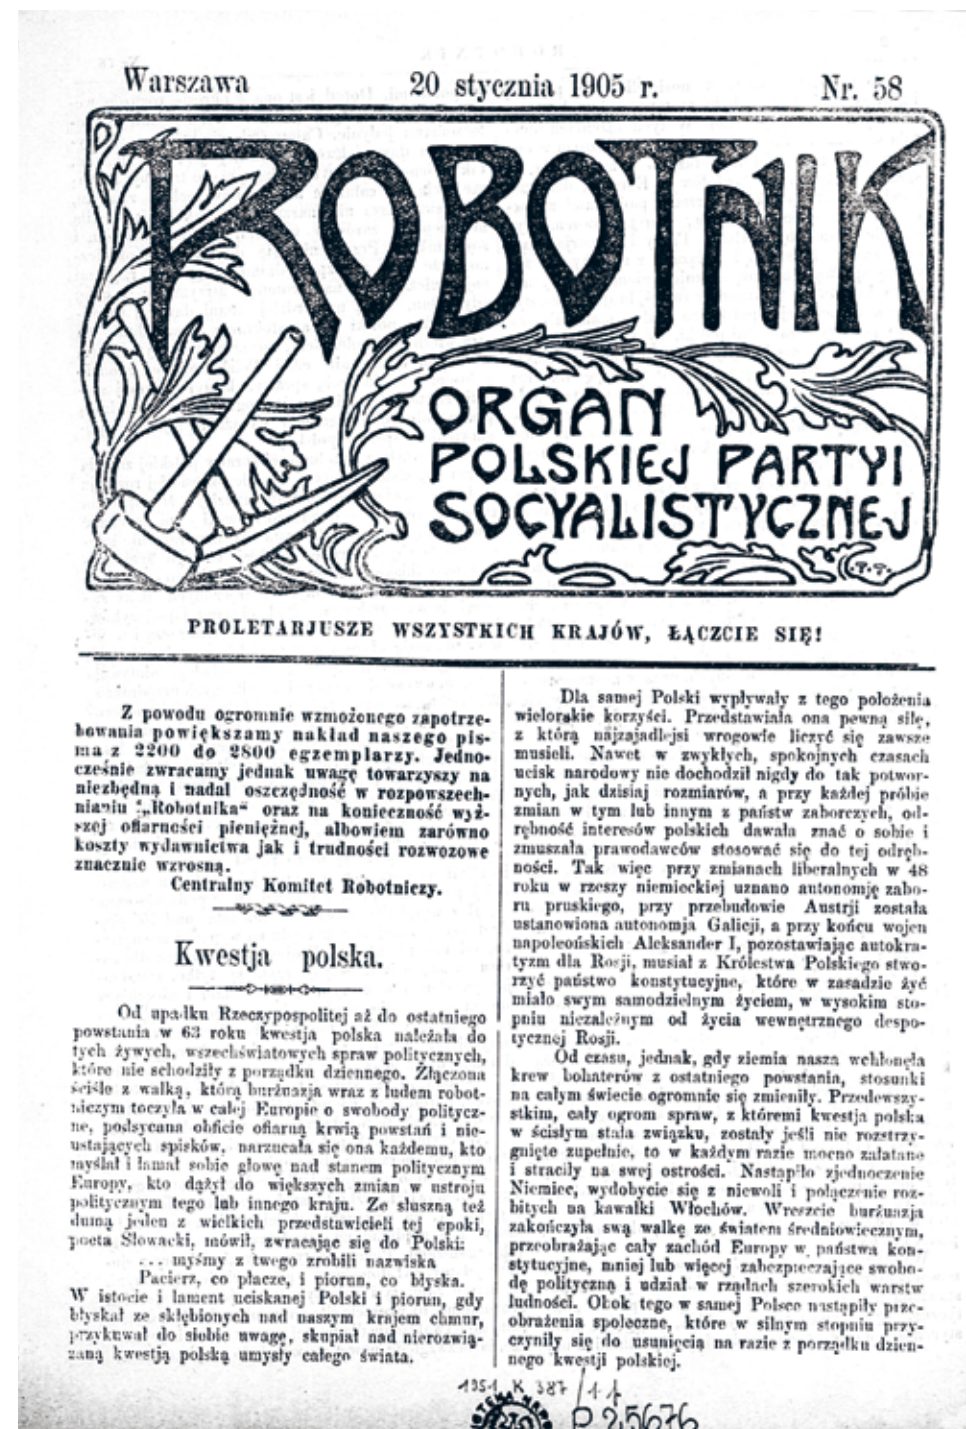 Warszawa 20 stycznia 1905 r. Nr. 58
ROBOTNIK
ORGAN
POLSKIEJ PARTYI
SOCYALISTYCZNEJ
PROLETARJUSZE WSZYSTKICH KRAJÓW, ŁĄCZCIE SIĘ!
Z powodu ogromnie wzmożonego zapotrze-
bowania powiększamy nakład naszego pis-
ma z 2200 do 2800 egzemplarzy. Jedno-
cześnie zwracamy jednak uwagę towarzyszy na
niezbędną i nadal oszczędność w rozpowszech-
nianiu „Robotnika“ oraz na konieczność wyż-
szej ofiarności pieniężnej, albowiem zarówno
koszty wydawnictwa jak i trudności rozwozowe
znacznie wzrosną.
Centralny Komitet Robotniczy.
Kwestja polska.
Od upadku Rzeczypospolitej aż do ostatniego
powstania w 63 roku kwestja polska należała do
tych żywych, wszechświatowych spraw politycznych,
które nie schodziły z porządku dziennego. Złączona
ściśle z walką, którą burżuazja wraz z ludem robot-
niczym toczyła w całej Europie o swobody politycz-
ne, podsycana obficie ofiarną krwią powstań i nie-
ustających spisków, narzucała się ona każdemu, kto
myślał i łamał sobie głowę nad stanem politycznym
Europy, kto dążył do większych zmian w ustroju
politycznym tego lub innego kraju. Ze słuszną też
dumą jeden z wielkich przedstawicieli tej epoki,
poeta Słowacki, mówił, zwracając się do Polski:
... myśmy z twego zrobili nazwiska
Pacierz, co płacze, i piorun, co błyska.
W istocie i lament uciskanej Polski i piorun, gdy
błyskał ze skłębionych nad naszym krajem chmur,
przykuwał do siebie uwagę, skupiał nad nierozwią-
zaną kwestją polską umysły całego świata.
Dla samej Polski wypływały z tego położenia
wielorakie korzyści. Przedstawiała ona pewną siłę,
z którą najzajadlejsi wrogowie liczyć się zawsze
musieli. Nawet w zwykłych, spokojnych czasach
ucisk narodowy nie dochodził nigdy do tak potwor-
nych, jak dzisiaj rozmiarów, a przy każdej próbie
zmian w tym lub innym z państw zaborczych, od-
rębność interesów polskich dawała znać o sobie i
zmuszała prawodawców stosować się do tej odręb-
ności. Tak więc przy zmianach liberalnych w 48
roku w rzeszy niemieckiej uznano autonomję zabo-
ru pruskiego, przy przebudowie Austrji została
ustanowiona autonomja Galicji, a przy końcu wojen
napoleońskich Aleksander I, pozostawiając autokra-
tyzm dla Rosji, musiał z Królestwa Polskiego stwo-
rzyć państwo konstytucyjne, które w zasadzie żyć
miało swym samodzielnym życiem, w wysokim sto-
pniu niezależnym od życia wewnętrznego despo-
tycznej Rosji.
Od czasu, jednak, gdy ziemia nasza wchłonęła
krew bohaterów z ostatniego powstania, stosunki
na całym świecie ogromnie się zmieniły. Przedewszy-
stkim, cały ogrom spraw, z któremi kwestja polska
w ścisłym stała związku, zostały jeśli nie rozstrzy-
gnięte zupełnie, to w każdym razie mocno załatane
i straciły na swej ostrości. Nastąpiło zjednoczenie
Niemiec, wydobycie się z niewoli i połączenie roz-
bitych na kawałki Włochów. Wreszcie burżuazja
zakończyła swą walkę ze światem średniowiecznym,
przeobrażając cały zachód Europy w państwa kon-
stytucyjne, mniej lub więcej zabezpieczające swobo-
dę polityczną i udział w rządach szerokich warstw
ludności. Obok tego w samej Polsce nastąpiły prze-
obrażenia społeczne, które w silnym stopniu przy-
czyniły się do usunięcia na razie z porządku dzien-
nego kwestji polskiej.
1951 K 387 / 11
P 25676